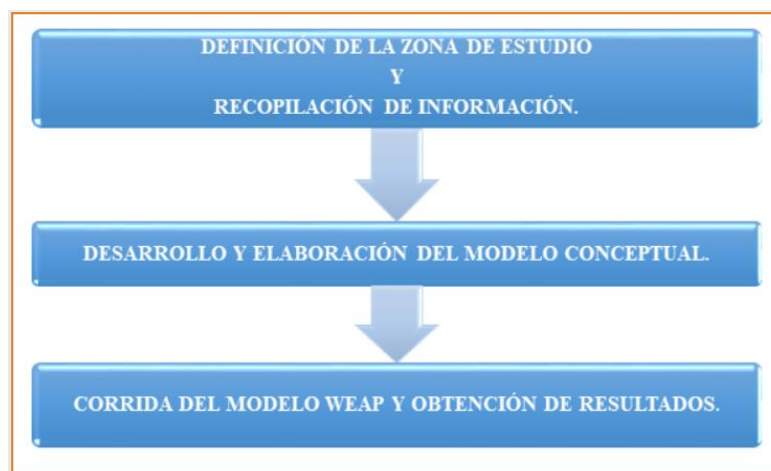 DEFINICIÓN DE LA ZONA DE ESTUDIO
Y
RECOPILACIÓN DE INFORMACIÓN.
DESARROLLO Y ELABORACIÓN DEL MODELO CONCEPTUAL.
CORRIDA DEL MODELO WEAP Y OBTENCIÓN DE RESULTADOS.